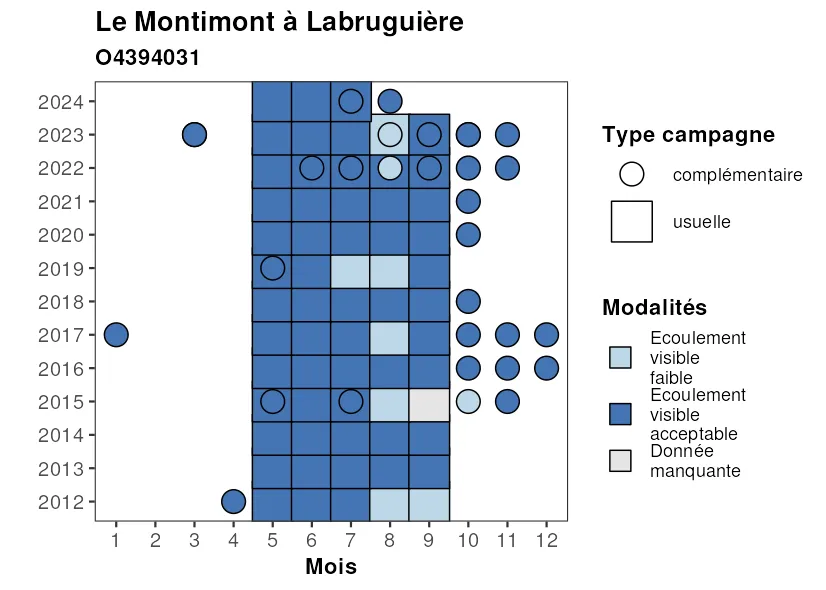 Le Montimont à Labruguière
O4394031
2024
2023
2022
2021
2020
2019
2018
2017
2016
2015
2014
2013
2012
1 2 3 4 5 6 7 8 9 10 11 12
Mois
Type campagne
complémentaire
usuelle
Modalités
Ecoulement
visible
faible
Ecoulement
visible
acceptable
Donnée
manquante